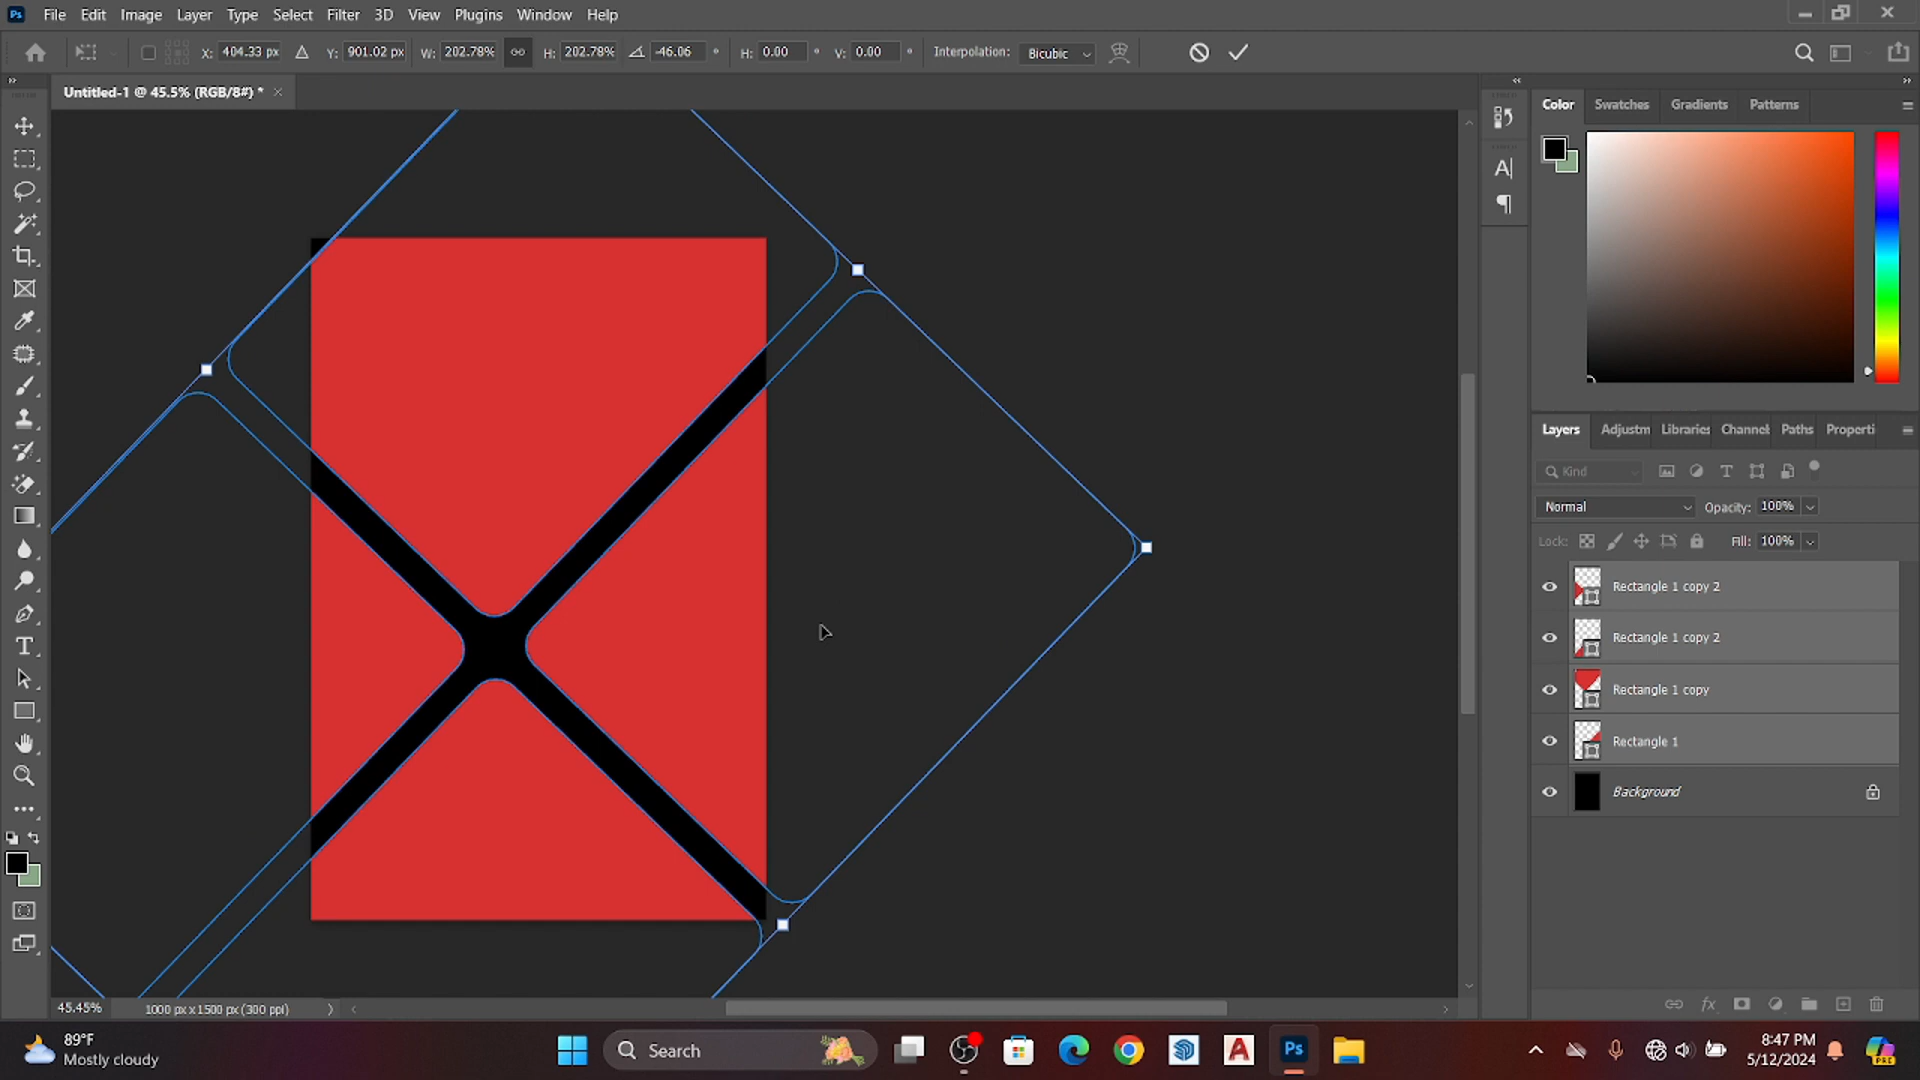 Ps File Edit Image Layer Type Select Filter 3D View Plugins Window Help
X: 404.33 px Y: 901.02 px W: 202.78% H: 202.78% -46.06 ° H: 0.00 ° V: 0.00 ° Interpolation: Bicubic
Untitled-1 @ 45.5% (RGB/8#) * ×
Color Swatches Gradients Patterns
A|
Layers Adjustm Libraries Channel Paths Properti
Kind
Normal Opacity: 100%
Lock: Fill: 100%
Rectangle 1 copy 2
Rectangle 1 copy 2
Rectangle 1 copy
Rectangle 1
Background
fx
45.45% 1000 px x 1500 px (300 ppi)
89°F
Mostly cloudy
Search
A
Ps
8:47 PM
5/12/2024
PRE